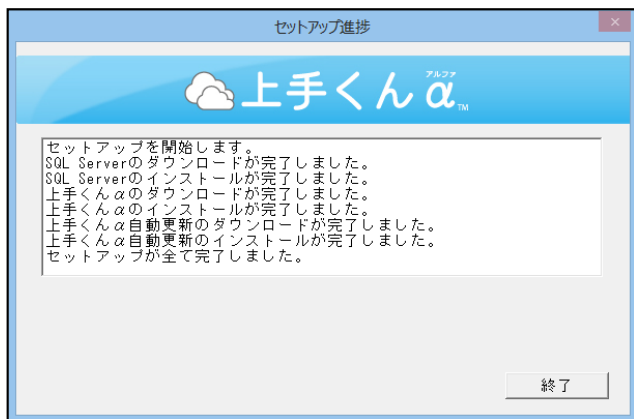 セットアップ進捗
アルファ
上手くんα™
セットアップを開始します。
SQL Serverのダウンロードが完了しました。
SQL Serverのインストールが完了しました。
上手くんαのダウンロードが完了しました。
上手くんαのインストールが完了しました。
上手くんα自動更新のダウンロードが完了しました。
上手くんα自動更新のインストールが完了しました。
セットアップが全て完了しました。
終了